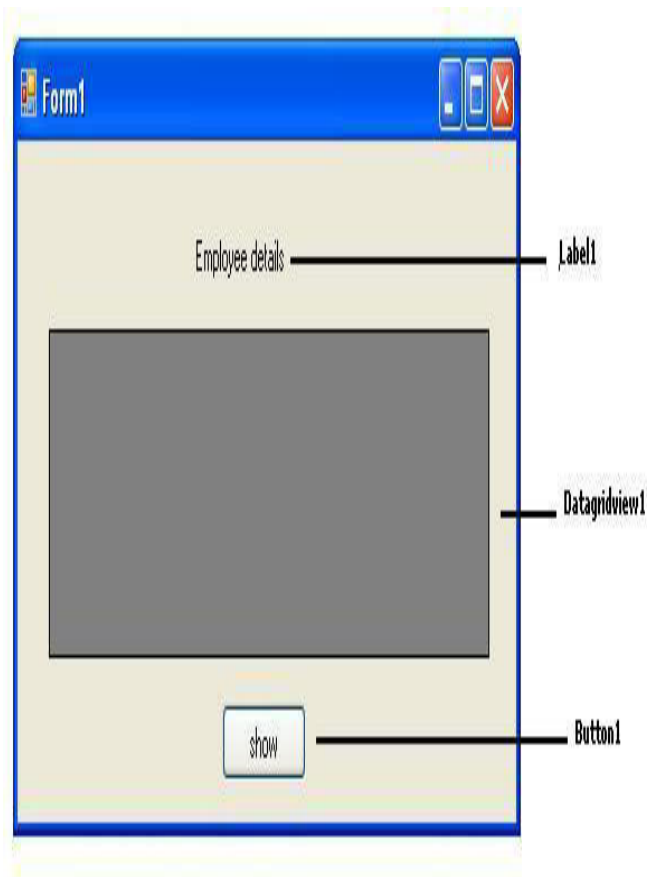 Form1
Employee details
Label1
Datagridview1
show
Button1